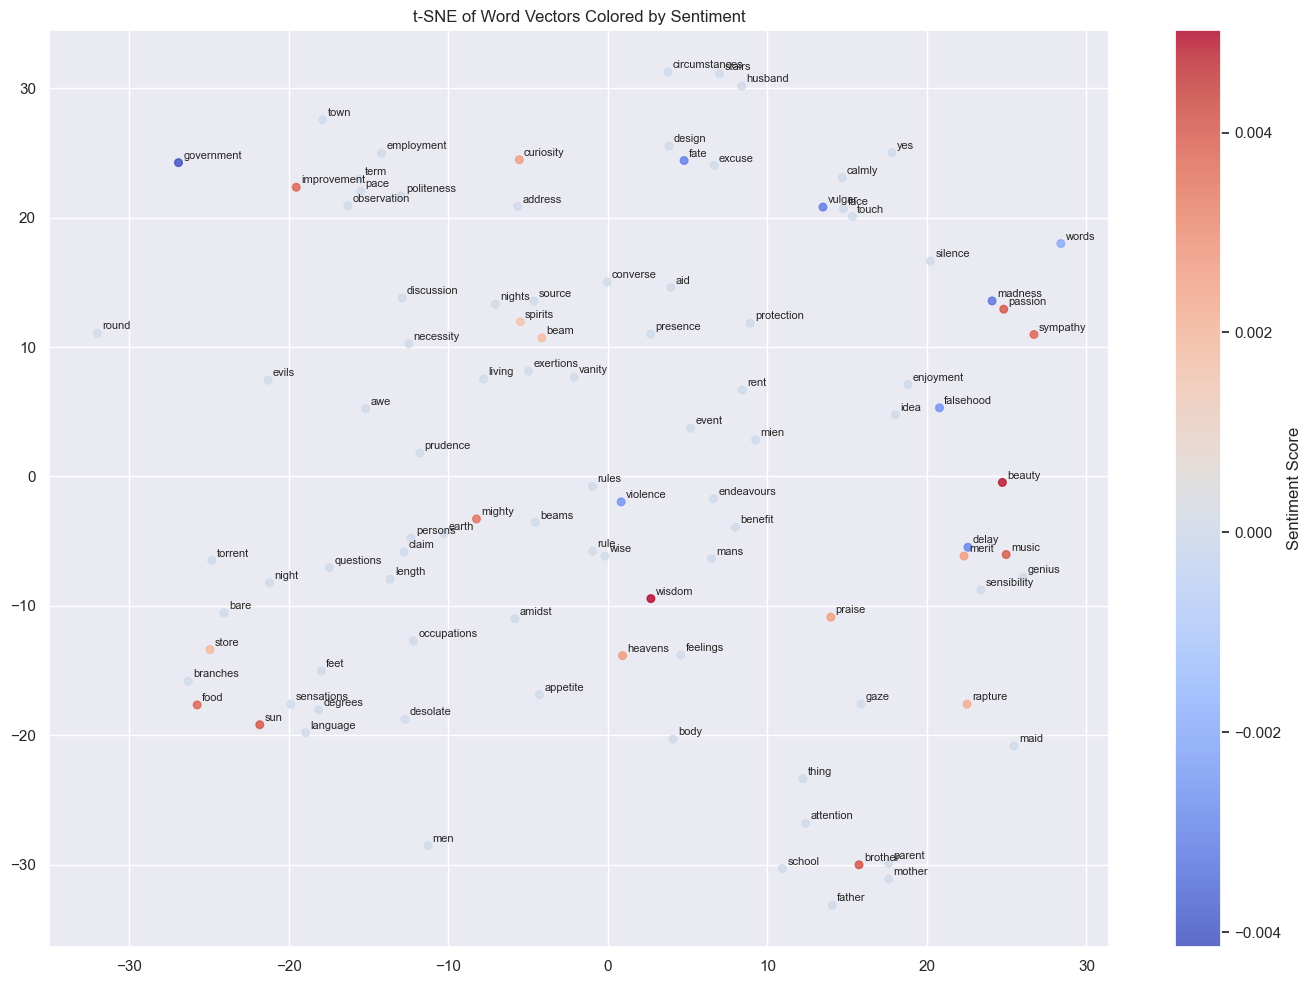 t-SNE of Word Vectors Colored by Sentiment
circumstances
stairs
husband
30
town
design
employment
yes
curiosity
fate
government
excuse
0.004
term
calmly
improvement
pace
politeness
observation
address
vulgar
face
20
touch
words
silence
converse
aid
discussion
nights
source
madness
passion
spirits
protection
round
beam
presence
sympathy
necessity
0.002
10
exertions
living
vanity
enjoyment
evils
rent
awe
falsehood
idea
event
mien
prudence
0
beauty
rules
violence
endeavours
0.000
mighty
beams
benefit
earth
persons
delay
claim
rule
wise
merit
music
torrent
mans
questions
genius
night
length
sensibility
wisdom
bare
−10
amidst
praise
occupations
store
heavens
feelings
feet
branches
appetite
food
sensations
gaze
rapture
degrees
sun
desolate
language
−20
body
maid
−0.002
thing
attention
men
school
brother
parent
−30
mother
father
−0.004
−30
−20
−10
0
10
20
30
Sentiment Score